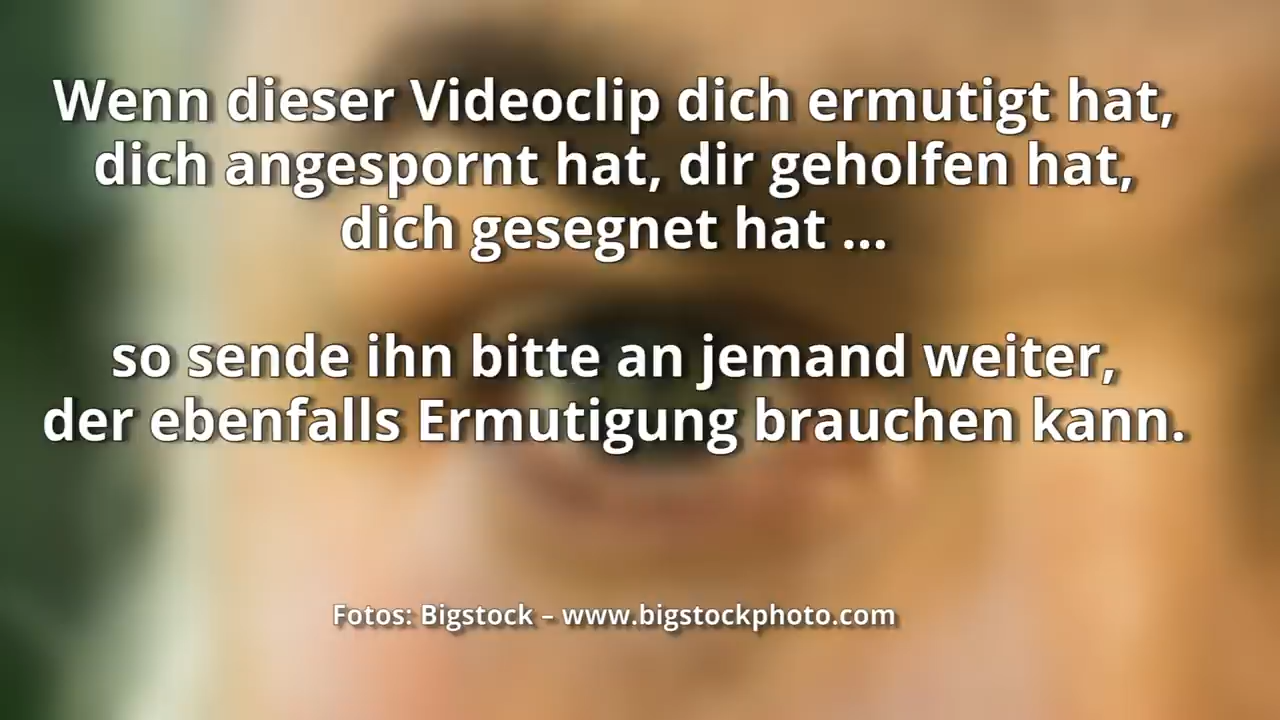 Wenn dieser Videoclip dich ermutigt hat,
dich angespornt hat, dir geholfen hat,
dich gesegnet hat ...
so sende ihn bitte an jemand weiter,
der ebenfalls Ermutigung brauchen kann.
Fotos: Bigstock – www.bigstockphoto.com